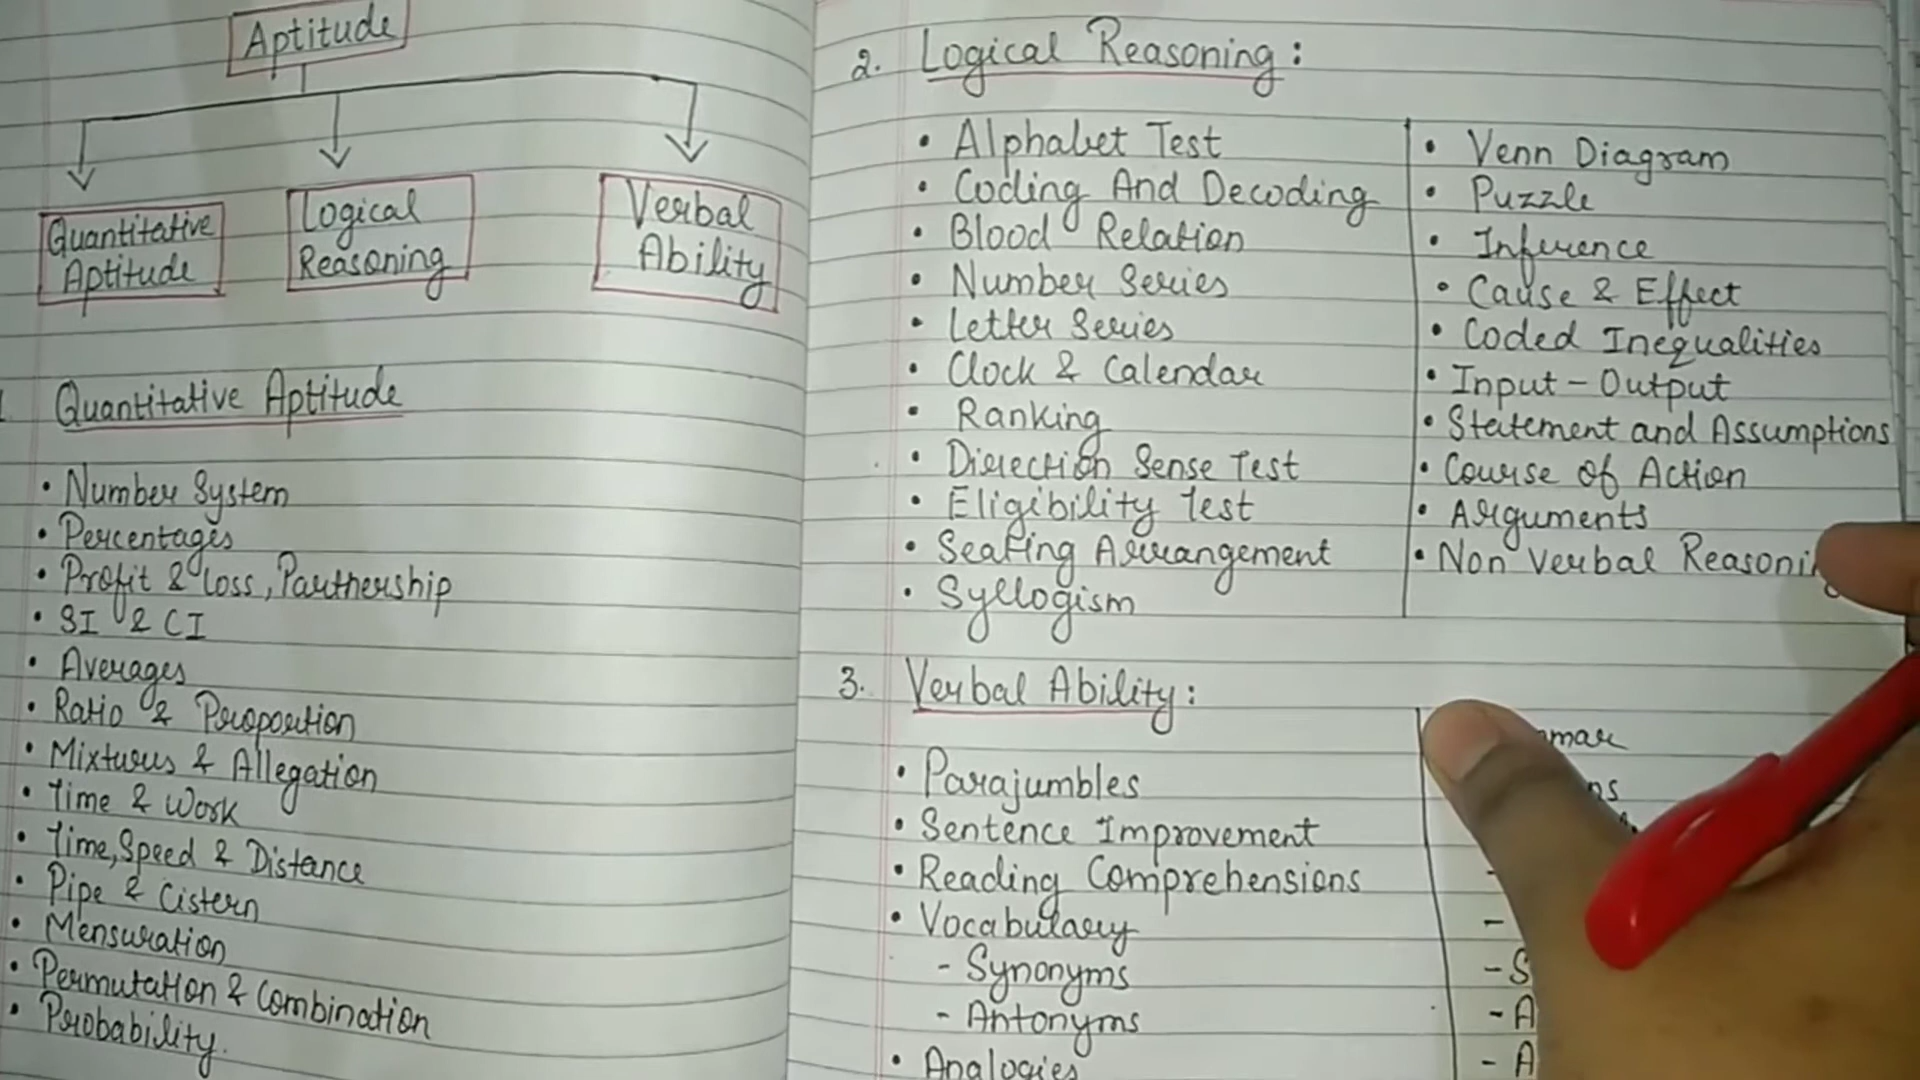 Aptitude
Quantitative
Aptitude
Logical
Reasoning
Verbal
Ability
Quantitative Aptitude
• Number System
• Percentages
• Profit & Loss, Partnership
• SI & CI
• Averages
• Ratio & Proportion
• Mixtures & Allegation
• Time & Work
• Time, Speed & Distance
• Pipe & Cistern
• Mensuration
• Permutation & Combination
• Probability.
2. Logical Reasoning:
• Alphabet Test
• Coding And Decoding
• Blood Relation
• Number Series
• Letter Series
• Clock & Calendar
• Ranking
• Direction Sense Test
• Eligibility Test
• Seating Arrangement
• Syllogism
• Venn Diagram
• Puzzle
• Inference
• Cause & Effect
• Coded Inequalities
• Input - Output
• Statement and Assumptions
• Course of Action
• Arguments
• Non Verbal
3. Verbal Ability:
• Parajumbles
• Sentence Improvement
• Reading Comprehensions
• Vocabulary
- Synonyms
- Antonyms
• Analogies